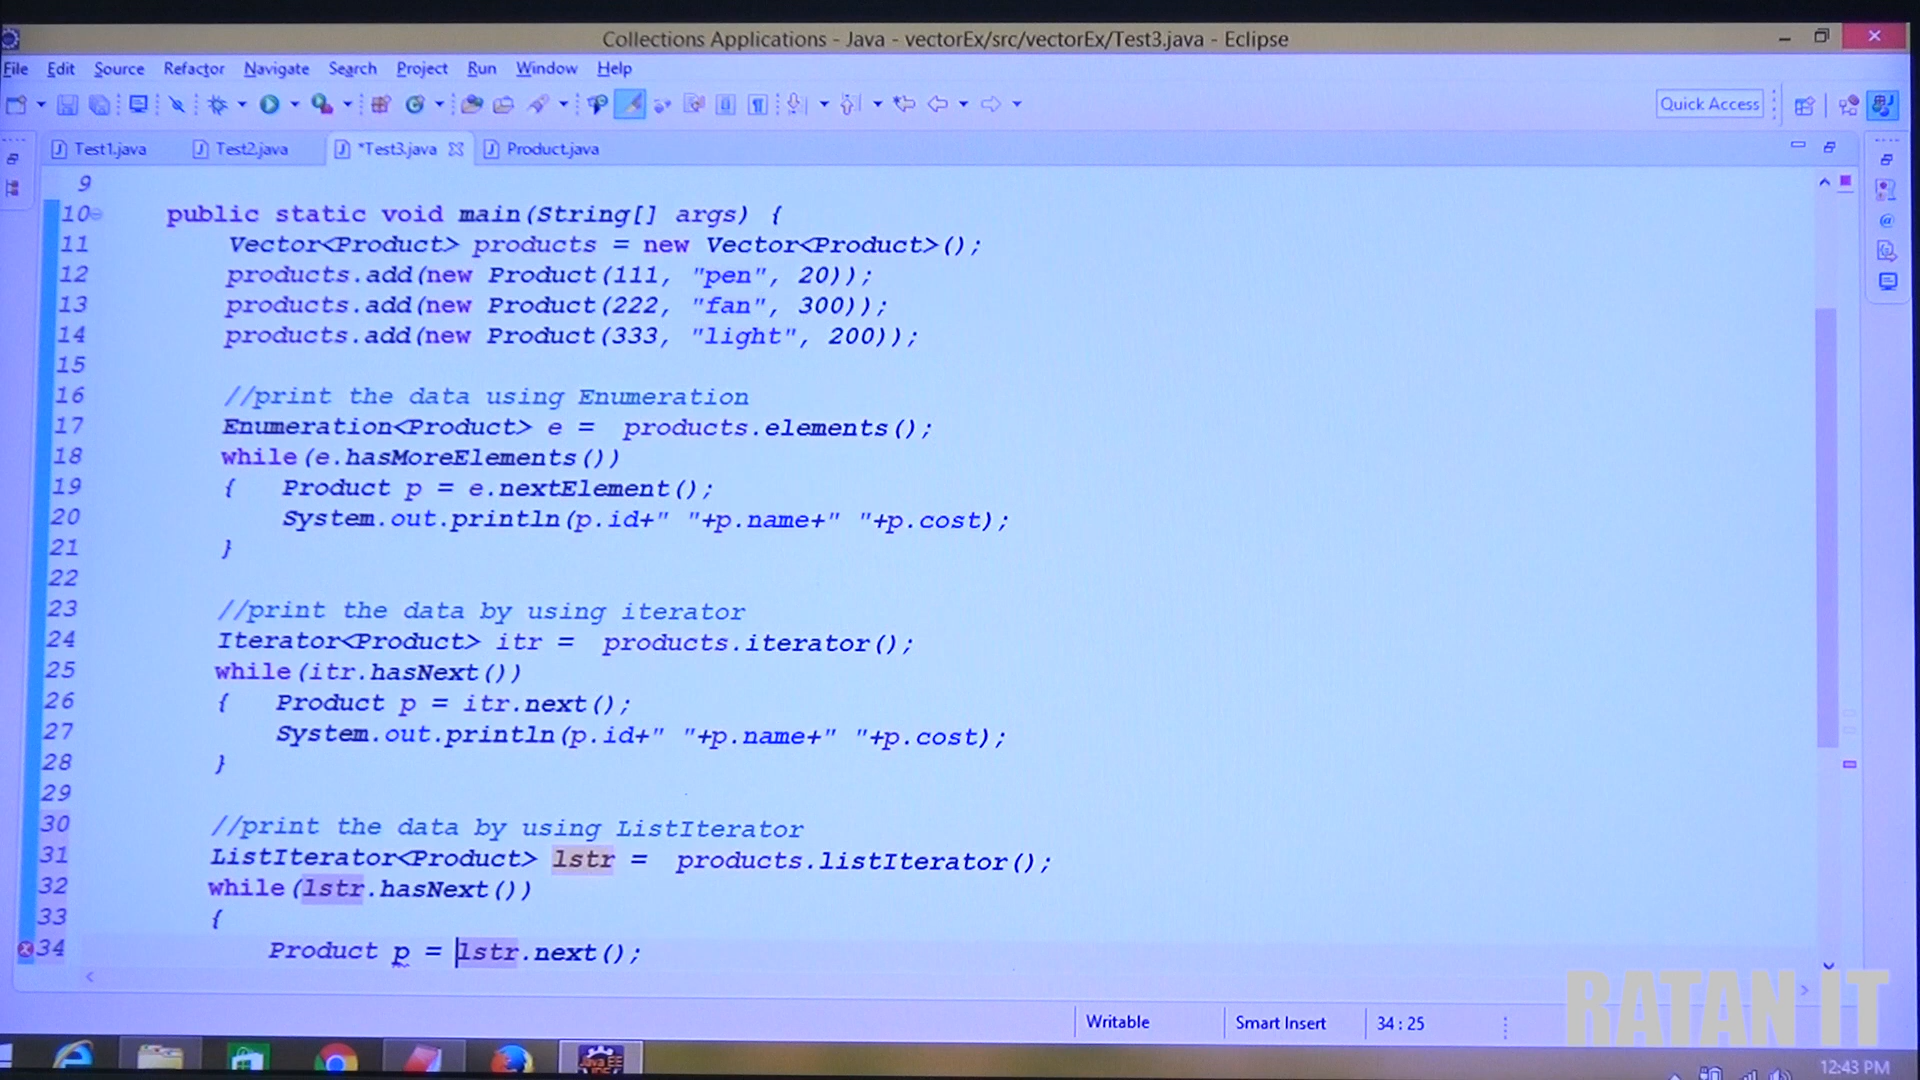 Collections Applications - Java - vectorEx/src/vectorEx/Test3.java - Eclipse
File Edit Source Refactor Navigate Search Project Run Window Help
Quick Access
Test1.java Test2.java *Test3.java Product.java
9
10 public static void main(String[] args) {
11 Vector<Product> products = new Vector<Product>();
12 products.add(new Product(111, "pen", 20));
13 products.add(new Product(222, "fan", 300));
14 products.add(new Product(333, "light", 200));
15
16 //print the data using Enumeration
17 Enumeration<Product> e = products.elements();
18 while(e.hasMoreElements())
19 { Product p = e.nextElement();
20 System.out.println(p.id+" "+p.name+" "+p.cost);
21 }
22
23 //print the data by using iterator
24 Iterator<Product> itr = products.iterator();
25 while(itr.hasNext())
26 { Product p = itr.next();
27 System.out.println(p.id+" "+p.name+" "+p.cost);
28 }
29
30 //print the data by using ListIterator
31 ListIterator<Product> lstr = products.listIterator();
32 while(lstr.hasNext())
33 {
34 Product p = lstr.next();
Writable Smart Insert 34 : 25
RATAN IT
Java EE
IDE
12:43 PM